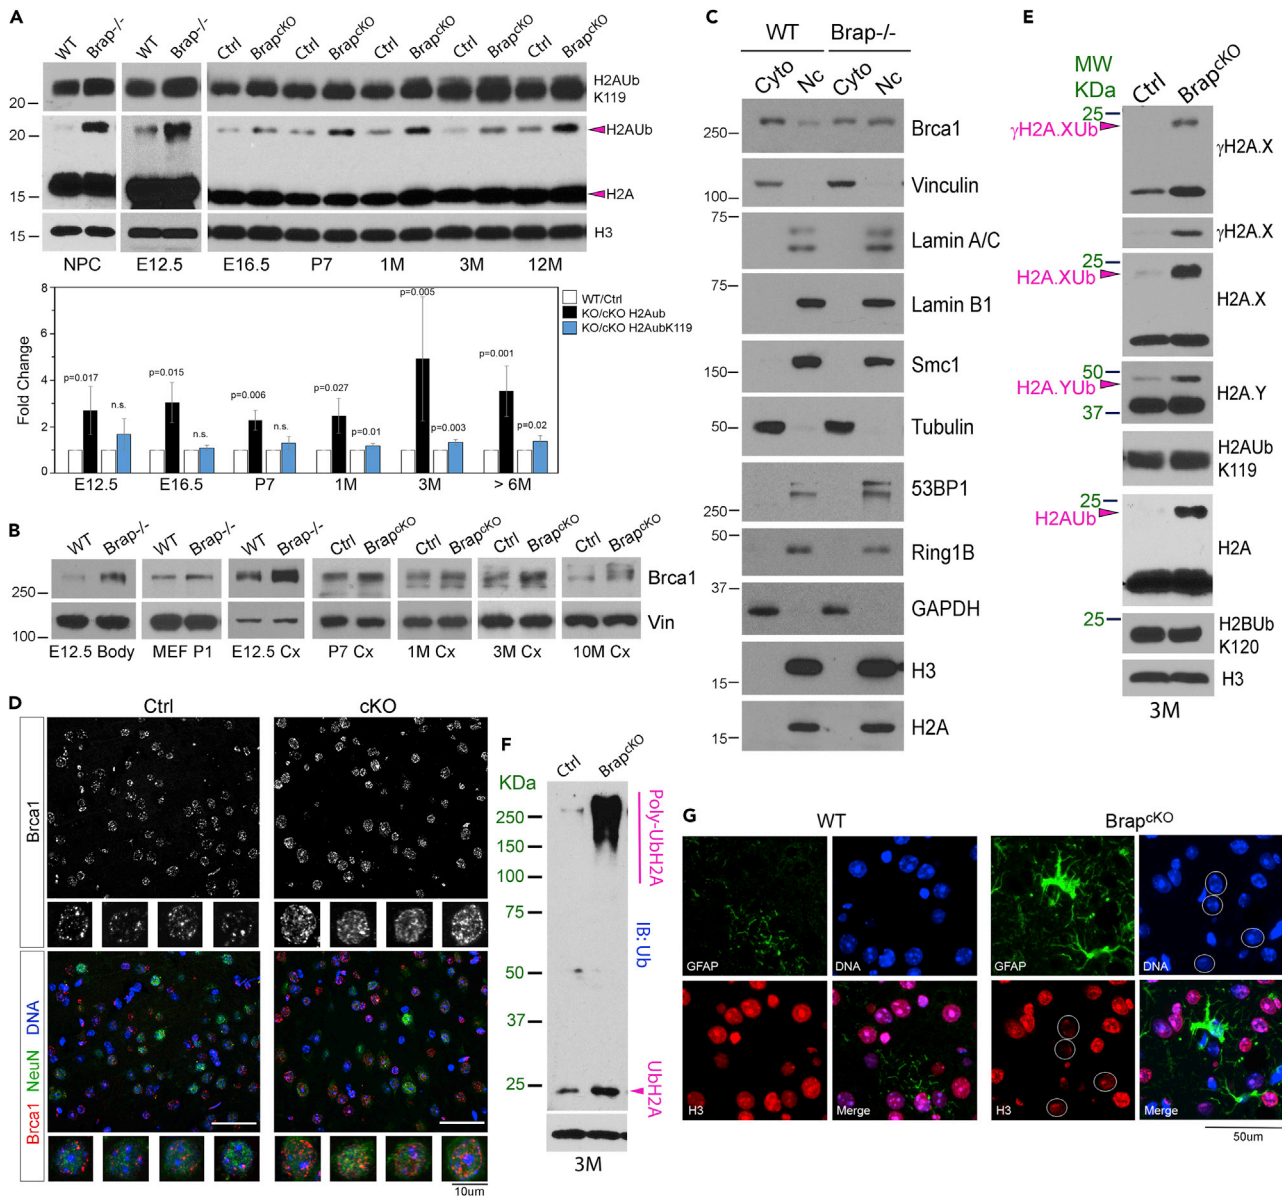 A
WT Brap-/- WT Brap-/- Ctrl Brapᶜᴷᴼ Ctrl Brapᶜᴷᴼ Ctrl Brapᶜᴷᴼ Ctrl Brapᶜᴷᴼ Ctrl Brapᶜᴷᴼ
H2AUb
K119
20
20
H2AUb
15
H2A
15
H3
NPC E12.5 E16.5 P7 1M 3M 12M
8
6
4
2
0
Fold Change
WT/Ctrl
KO/cKO H2Aub
KO/cKO H2AubK119
p=0.017 n.s. p=0.015 n.s. p=0.006 n.s. p=0.027 p=0.01 p=0.005 p=0.003 p=0.001 p=0.02
E12.5 E16.5 P7 1M 3M > 6M
B
WT Brap-/- WT Brap-/- WT Brap-/- Ctrl Brapᶜᴷᴼ Ctrl Brapᶜᴷᴼ Ctrl Brapᶜᴷᴼ Ctrl Brapᶜᴷᴼ
250
Brca1
100
Vin
E12.5 Body MEF P1 E12.5 Cx P7 Cx 1M Cx 3M Cx 10M Cx
C
WT Brap-/-
Cyto Nc Cyto Nc
250 Brca1
100 Vinculin
75 Lamin A/C
75 Lamin B1
150 Smc1
50 Tubulin
250 53BP1
50 Ring1B
37 GAPDH
15 H3
15 H2A
D
Ctrl cKO
Brca1
Brca1 NeuN DNA
10um
E
MW
KDa
Ctrl Brapᶜᴷᴼ
25
γH2A.XUb
γH2A.X
γH2A.X
25
H2A.XUb
H2A.X
50
H2A.YUb
H2A.Y
37
H2AUb
K119
25
H2AUb
H2A
25
H2BUb
K120
H3
3M
F
Ctrl Brapᶜᴷᴼ
KDa
250
150
100
75
50
37
25
Poly-UbH2A
IB: Ub
UbH2A
3M
G
WT Brapᶜᴷᴼ
GFAP DNA GFAP DNA
H3 Merge H3 Merge
50um